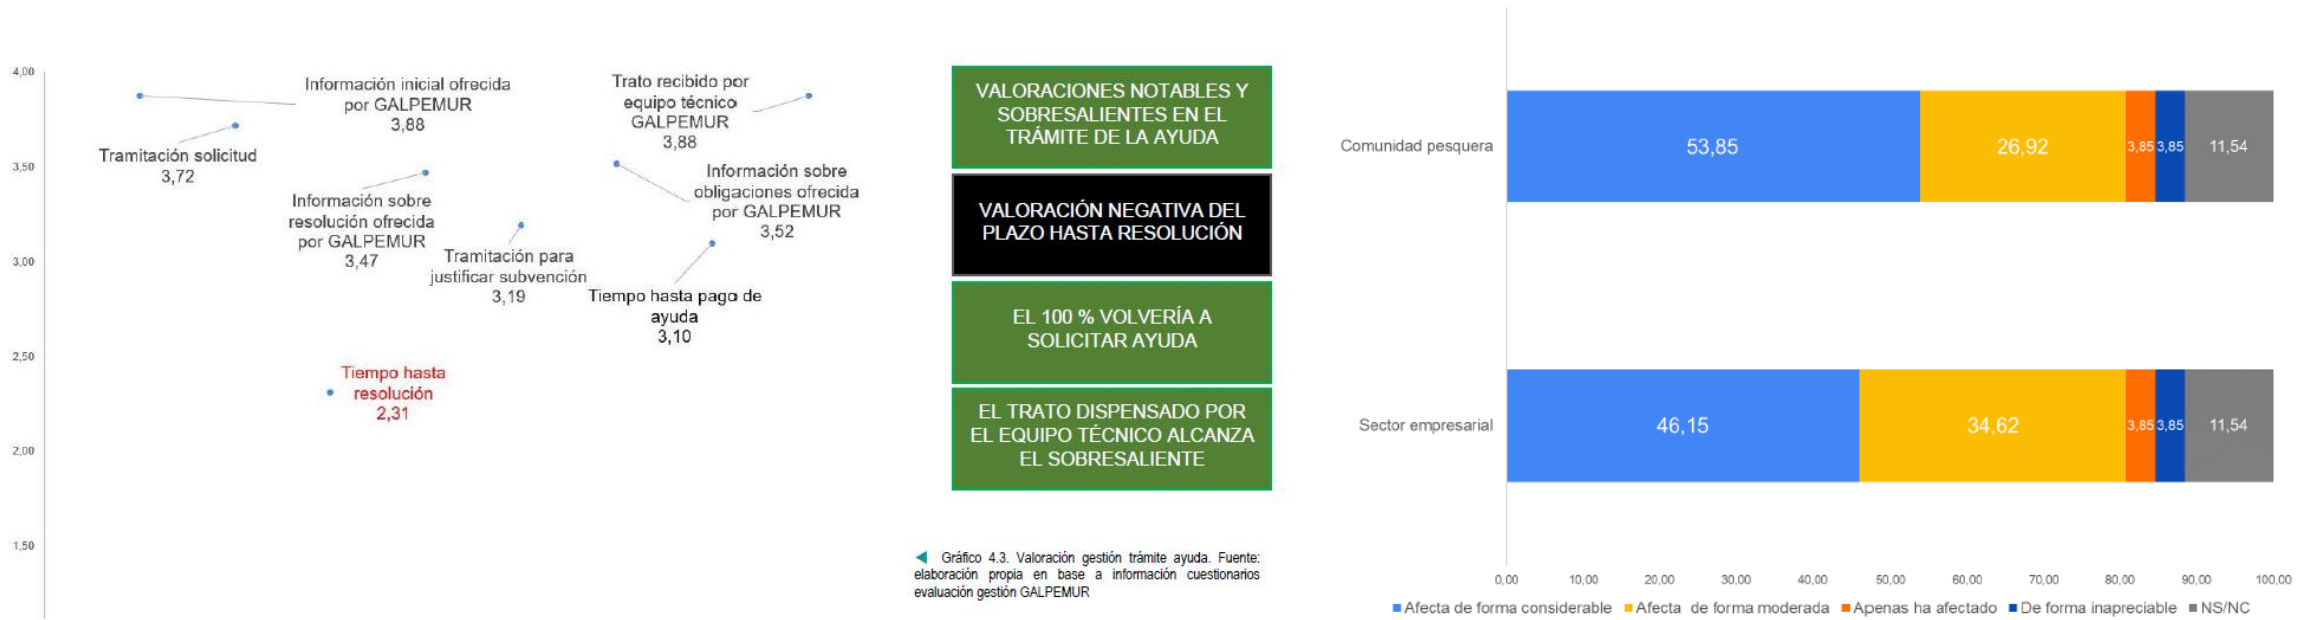 4,00
3,50
3,00
2,50
2,00
1,50
Información inicial ofrecida
por GALPEMUR
3,88
Tramitación solicitud
3,72
Información sobre
resolución ofrecida
por GALPEMUR
3,47
Tramitación para
justificar subvención
3,19
Tiempo hasta
resolución
2,31
Trato recibido por
equipo técnico
GALPEMUR
3,88
Información sobre
obligaciones ofrecida
por GALPEMUR
3,52
Tiempo hasta pago de
ayuda
3,10
VALORACIONES NOTABLES Y
SOBRESALIENTES EN EL
TRÁMITE DE LA AYUDA
VALORACIÓN NEGATIVA DEL
PLAZO HASTA RESOLUCIÓN
EL 100 % VOLVERÍA A
SOLICITAR AYUDA
EL TRATO DISPENSADO POR
EL EQUIPO TÉCNICO ALCANZA
EL SOBRESALIENTE
Gráfico 4.3. Valoración gestión trámite ayuda. Fuente:
elaboración propia en base a información cuestionarios
evaluación gestión GALPEMUR
Comunidad pesquera
53,85 26,92 3,85 3,85 11,54
Sector empresarial
46,15 34,62 3,85 3,85 11,54
0,00 10,00 20,00 30,00 40,00 50,00 60,00 70,00 80,00 90,00 100,00
Afecta de forma considerable Afecta de forma moderada Apenas ha afectado De forma inapreciable NS/NC